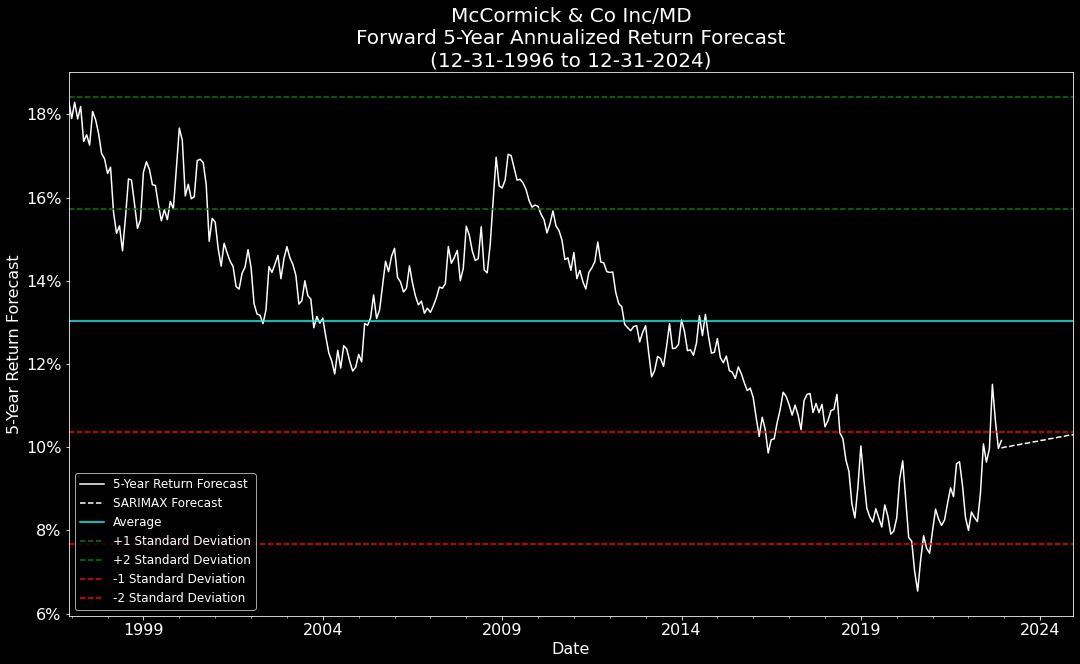 McCormick & Co Inc/MD
Forward 5-Year Annualized Return Forecast
(12-31-1996 to 12-31-2024)
5-Year Return Forecast
18%
16%
14%
12%
10%
8%
6%
5-Year Return Forecast
SARIMAX Forecast
Average
+1 Standard Deviation
+2 Standard Deviation
-1 Standard Deviation
-2 Standard Deviation
1999
2004
2009
2014
2019
2024
Date